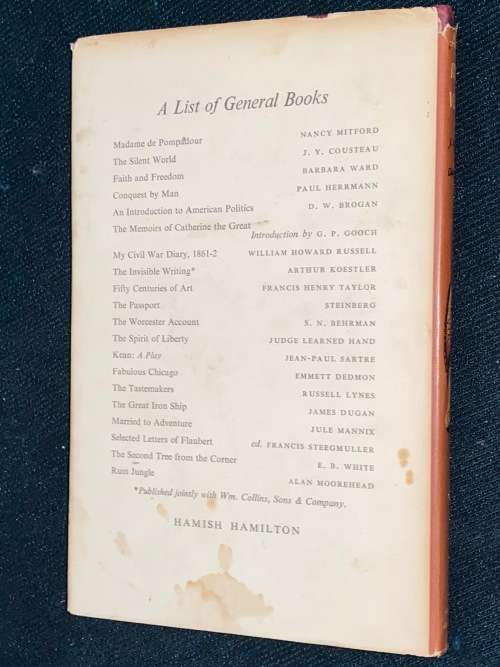 A List of General Books
Madame de Pompadour NANCY MITFORD
The Silent World J. Y. COUSTEAU
Faith and Freedom BARBARA WARD
Conquest by Man PAUL HERRMANN
An Introduction to American Politics D. W. BROGAN
The Memoirs of Catherine the Great
Introduction by G. P. GOOCH
My Civil War Diary, 1861-2 WILLIAM HOWARD RUSSELL
The Invisible Writing* ARTHUR KOESTLER
Fifty Centuries of Art FRANCIS HENRY TAYLOR
The Passport STEINBERG
The Worcester Account S. N. BEHRMAN
The Spirit of Liberty JUDGE LEARNED HAND
Kean: A Play JEAN-PAUL SARTRE
Fabulous Chicago EMMETT DEDMON
The Tastemakers RUSSELL LYNES
The Great Iron Ship JAMES DUGAN
Married to Adventure JULE MANNIX
Selected Letters of Flaubert ed. FRANCIS STEEGMULLER
The Second Tree from the Corner E. B. WHITE
Rum Jungle ALAN MOOREHEAD
*Published jointly with Wm. Collins, Sons & Company.
HAMISH HAMILTON